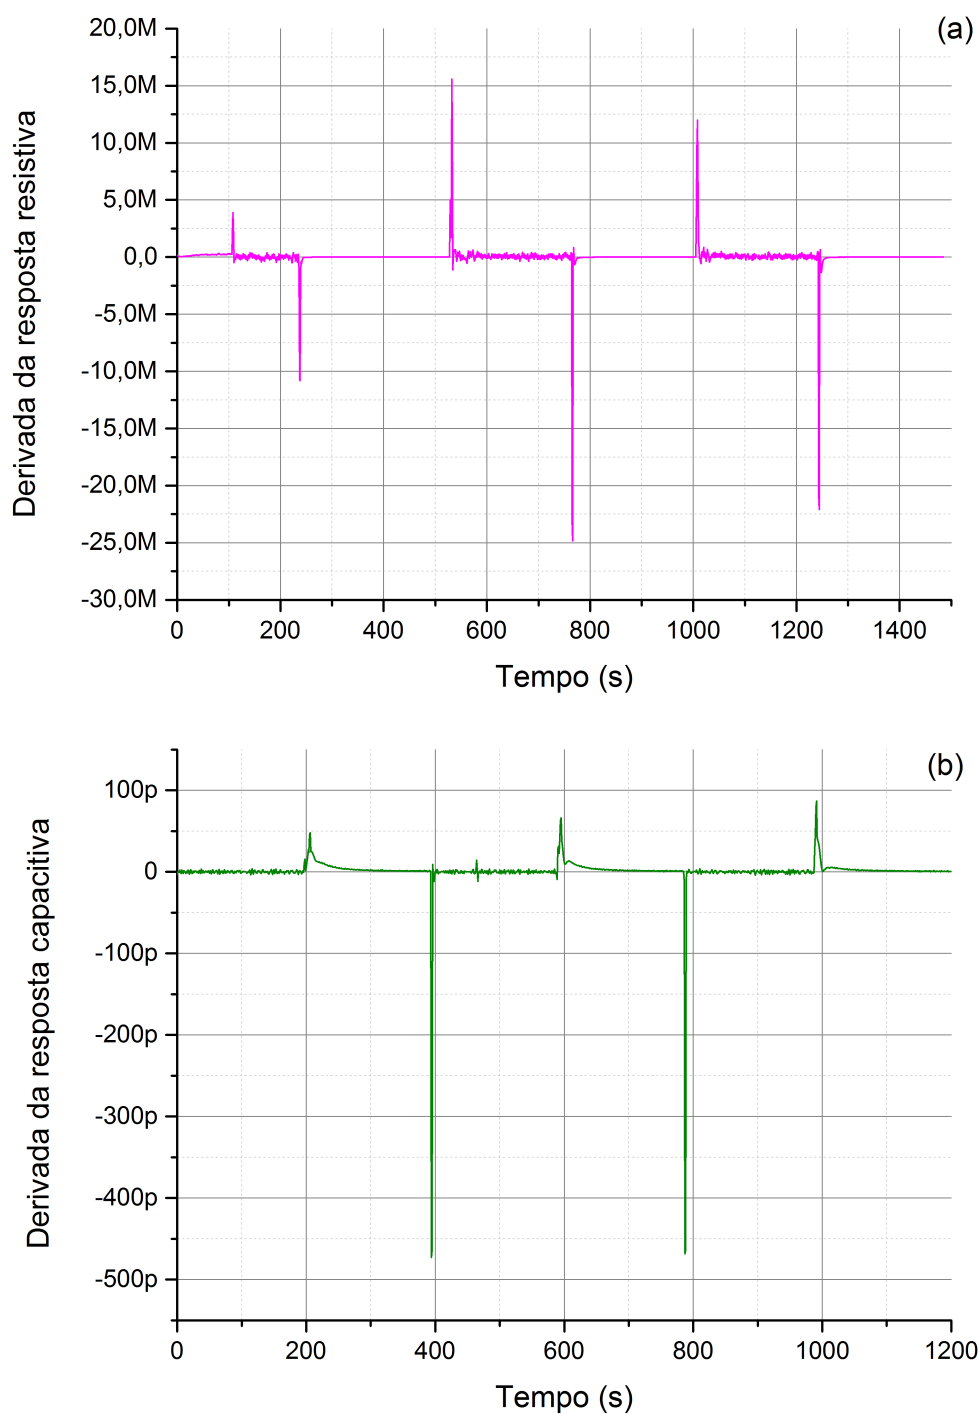 (a)
20,0M
15,0M
10,0M
5,0M
0,0
-5,0M
-10,0M
-15,0M
-20,0M
-25,0M
-30,0M
Derivada da resposta resistiva
0 200 400 600 800 1000 1200 1400
Tempo (s)
(b)
100p
0
-100p
-200p
-300p
-400p
-500p
Derivada da resposta capacitiva
0 200 400 600 800 1000 1200
Tempo (s)